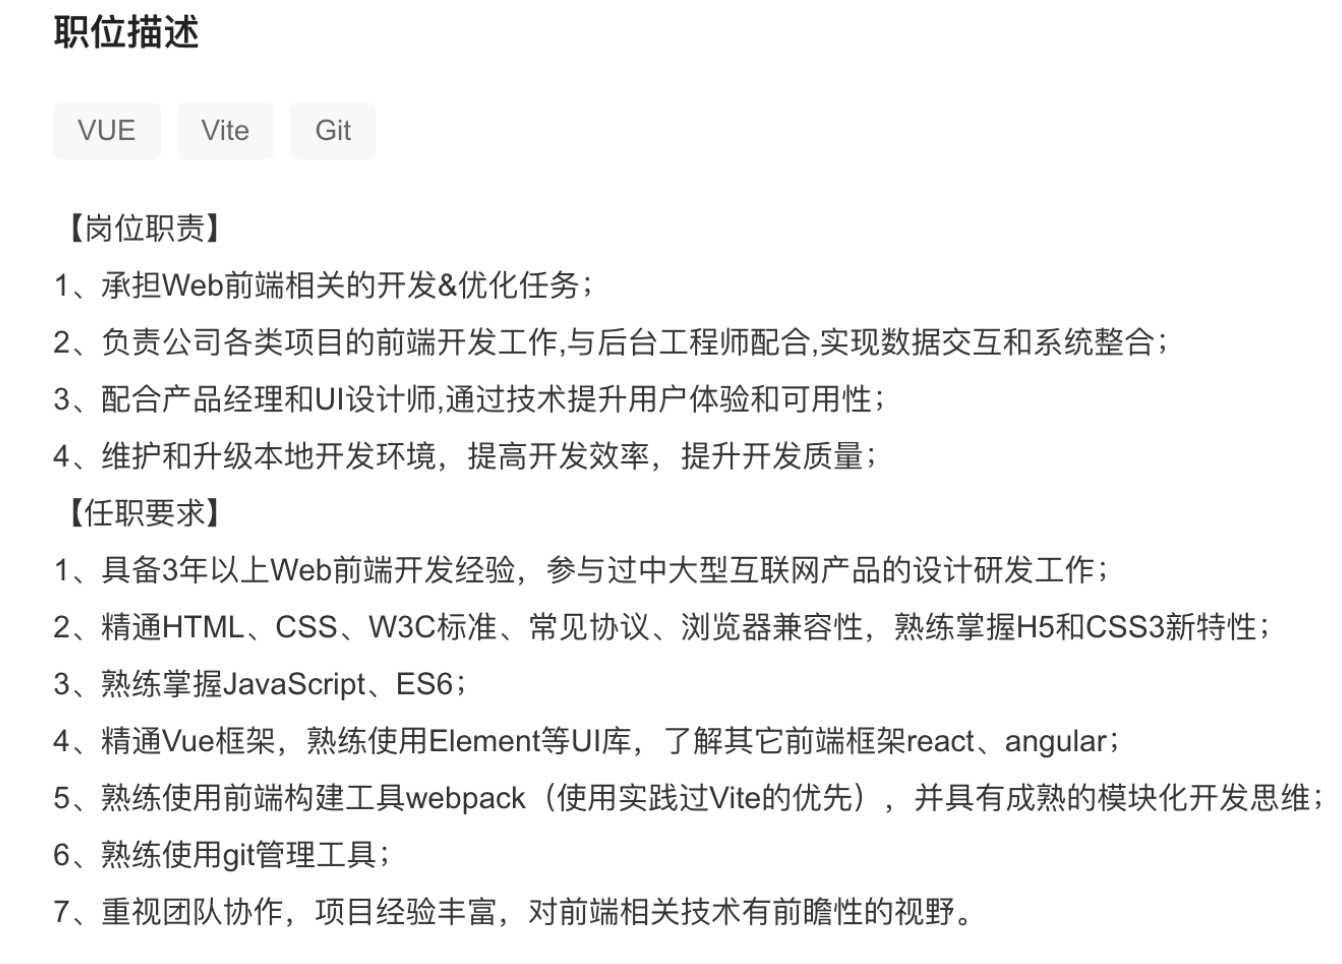 职位描述
VUE Vite Git
【岗位职责】
1、承担Web前端相关的开发&优化任务；
2、负责公司各类项目的前端开发工作,与后台工程师配合,实现数据交互和系统整合；
3、配合产品经理和UI设计师,通过技术提升用户体验和可用性；
4、维护和升级本地开发环境，提高开发效率，提升开发质量；
【任职要求】
1、具备3年以上Web前端开发经验，参与过中大型互联网产品的设计研发工作；
2、精通HTML、CSS、W3C标准、常见协议、浏览器兼容性，熟练掌握H5和CSS3新特性；
3、熟练掌握JavaScript、ES6；
4、精通Vue框架，熟练使用Element等UI库，了解其它前端框架react、angular；
5、熟练使用前端构建工具webpack（使用实践过Vite的优先），并具有成熟的模块化开发思维；
6、熟练使用git管理工具；
7、重视团队协作，项目经验丰富，对前端相关技术有前瞻性的视野。